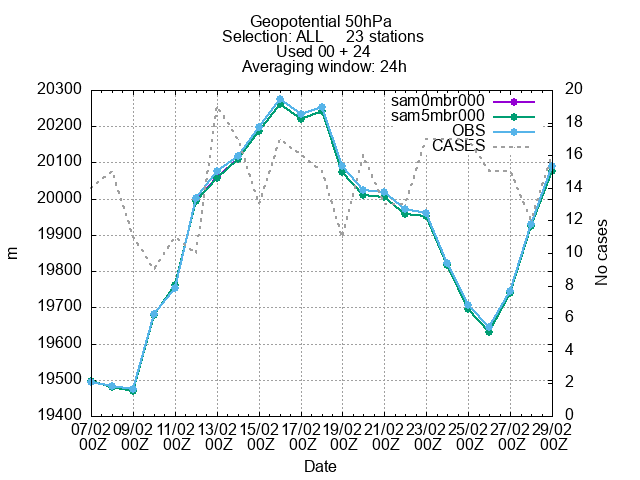 Geopotential 50hPa
Selection: ALL     23 stations
Used 00 + 24
Averaging window: 24h
sam0mbr000
sam5mbr000
OBS
CASES
20300
20200
20100
20000
19900
19800
19700
19600
19500
19400
m
20
18
16
14
12
10
8
6
4
2
0
No cases
07/02 09/02 11/02 13/02 15/02 17/02 19/02 21/02 23/02 25/02 27/02 29/02
00Z 00Z 00Z 00Z 00Z 00Z 00Z 00Z 00Z 00Z 00Z 00Z
Date